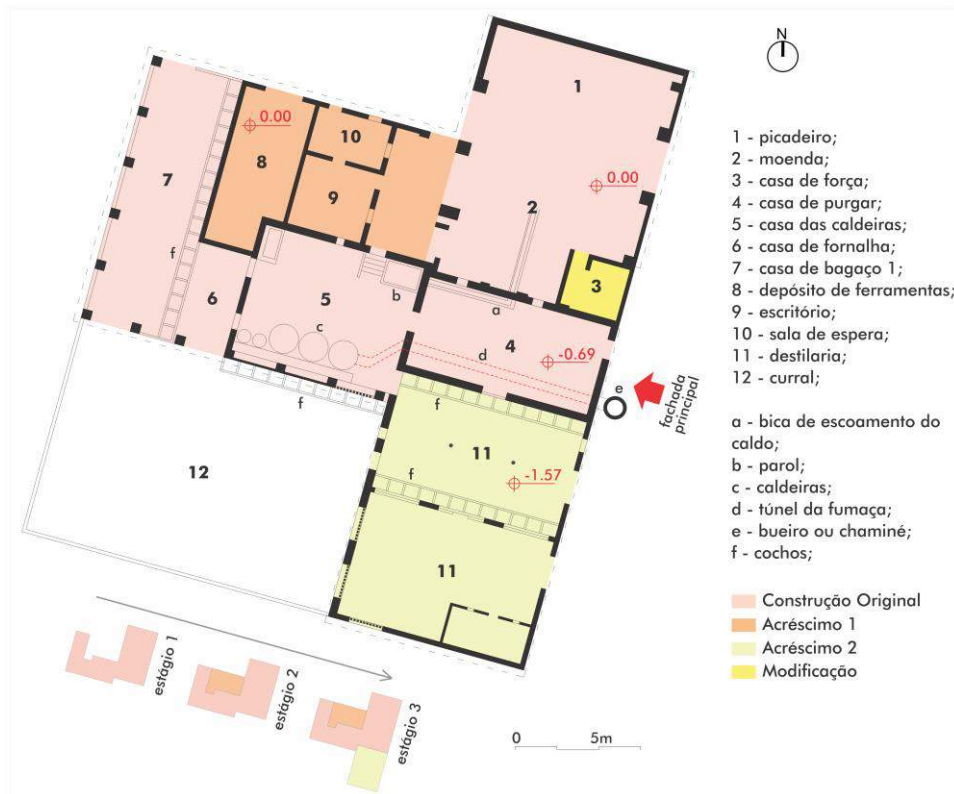 N
1
0.00
10
8
9
7
2
0.00
3
f
6
5
b
a
c
4
d
-0.69
e
fachada
principal
f
f
11
12
f
-1.57
11
1 - picadeiro;
2 - moenda;
3 - casa de força;
4 - casa de purgar;
5 - casa das caldeiras;
6 - casa de fornalha;
7 - casa de bagaço 1;
8 - depósito de ferramentas;
9 - escritório;
10 - sala de espera;
11 - destilaria;
12 - curral;
a - bica de escoamento do
caldo;
b - parol;
c - caldeiras;
d - túnel da fumaça;
e - bueiro ou chaminé;
f - cochos;
Construção Original
Acréscimo 1
Acréscimo 2
Modificação
estágio 1
estágio 2
estágio 3
0 5m